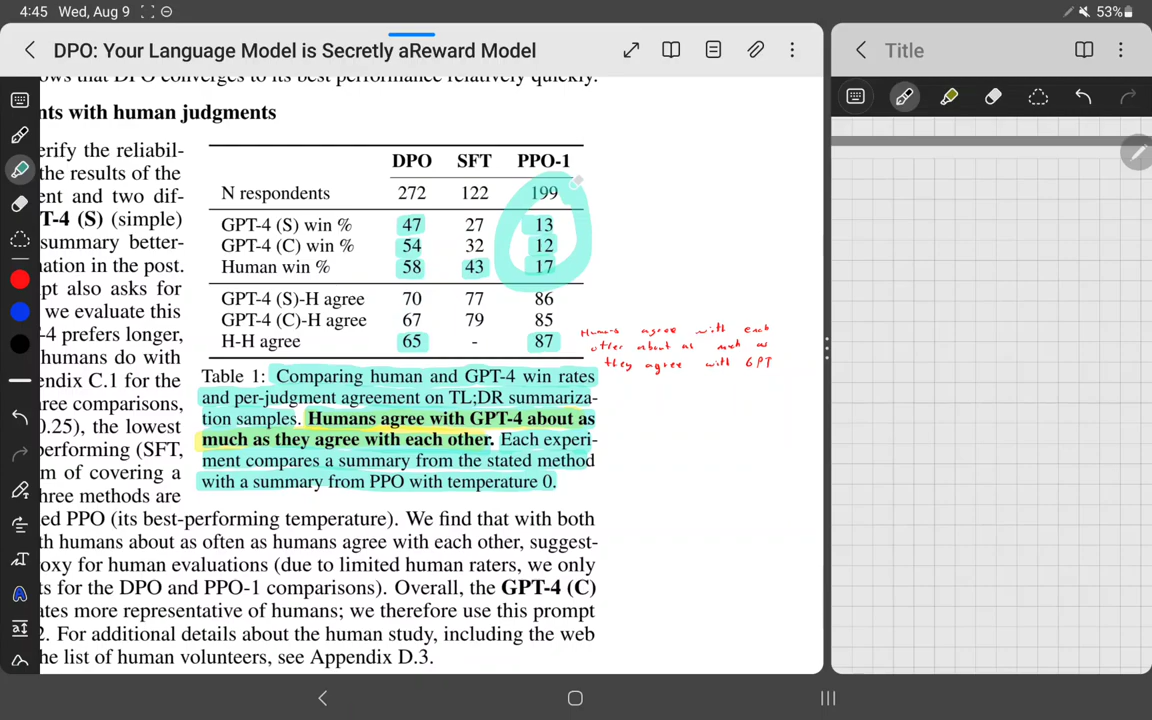 4:45 Wed, Aug 9 53%
DPO: Your Language Model is Secretly aReward Model
Title
ows that DPO converges to its best performance relatively quickly.
nts with human judgments
erify the reliabil-
the results of the
ent and two dif-
T-4 (S) (simple)
summary better-
nation in the post.
pt also asks for
we evaluate this
-4 prefers longer,
humans do with
endix C.1 for the
ree comparisons,
0.25), the lowest
performing (SFT,
m of covering a
hree methods are
DPO SFT PPO-1
N respondents 272 122 199
GPT-4 (S) win % 47 27 13
GPT-4 (C) win % 54 32 12
Human win % 58 43 17
GPT-4 (S)-H agree 70 77 86
GPT-4 (C)-H agree 67 79 85
H-H agree 65 - 87
Humans agree with each
other about as much as
they agree with GPT
Table 1: Comparing human and GPT-4 win rates
and per-judgment agreement on TL;DR summariza-
tion samples. Humans agree with GPT-4 about as
much as they agree with each other. Each experi-
ment compares a summary from the stated method
with a summary from PPO with temperature 0.
ed PPO (its best-performing temperature). We find that with both
th humans about as often as humans agree with each other, suggest-
oxy for human evaluations (due to limited human raters, we only
ts for the DPO and PPO-1 comparisons). Overall, the GPT-4 (C)
ates more representative of humans; we therefore use this prompt
2. For additional details about the human study, including the web
he list of human volunteers, see Appendix D.3.